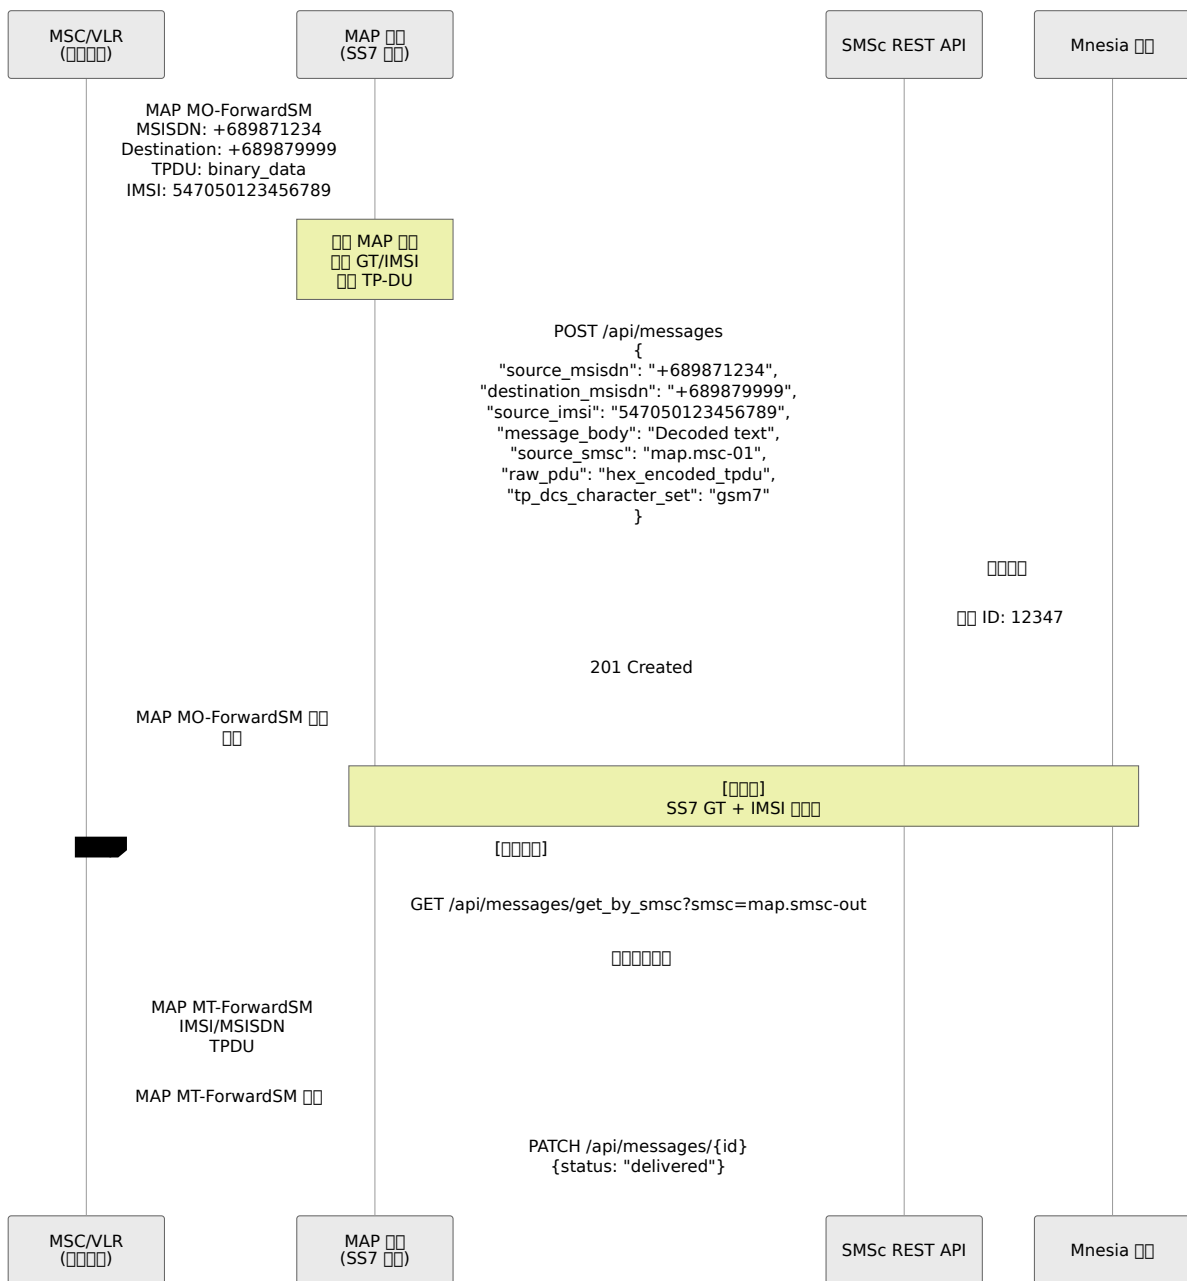 MSC/VLR
MAP
(SS7
SMSc REST API
Mnesia
MAP MO-ForwardSM
MSISDN: +689871234
Destination: +689879999
TPDU: binary_data
IMSI: 547050123456789
MAP
GT/IMSI
TP-DU
POST /api/messages
{
"source_msisdn": "+689871234",
"destination_msisdn": "+689879999",
"source_imsi": "547050123456789",
"message_body": "Decoded text",
"source_smsc": "map.msc-01",
"raw_pdu": "hex_encoded_tpdu",
"tp_dcs_character_set": "gsm7"
}
ID: 12347
201 Created
MAP MO-ForwardSM
SS7 GT + IMSI
GET /api/messages/get_by_smsc?smsc=map.smsc-out
MAP MT-ForwardSM
IMSI/MSISDN
TPDU
MAP MT-ForwardSM
PATCH /api/messages/{id}
{status: "delivered"}
MSC/VLR
MAP
(SS7
SMSc REST API
Mnesia